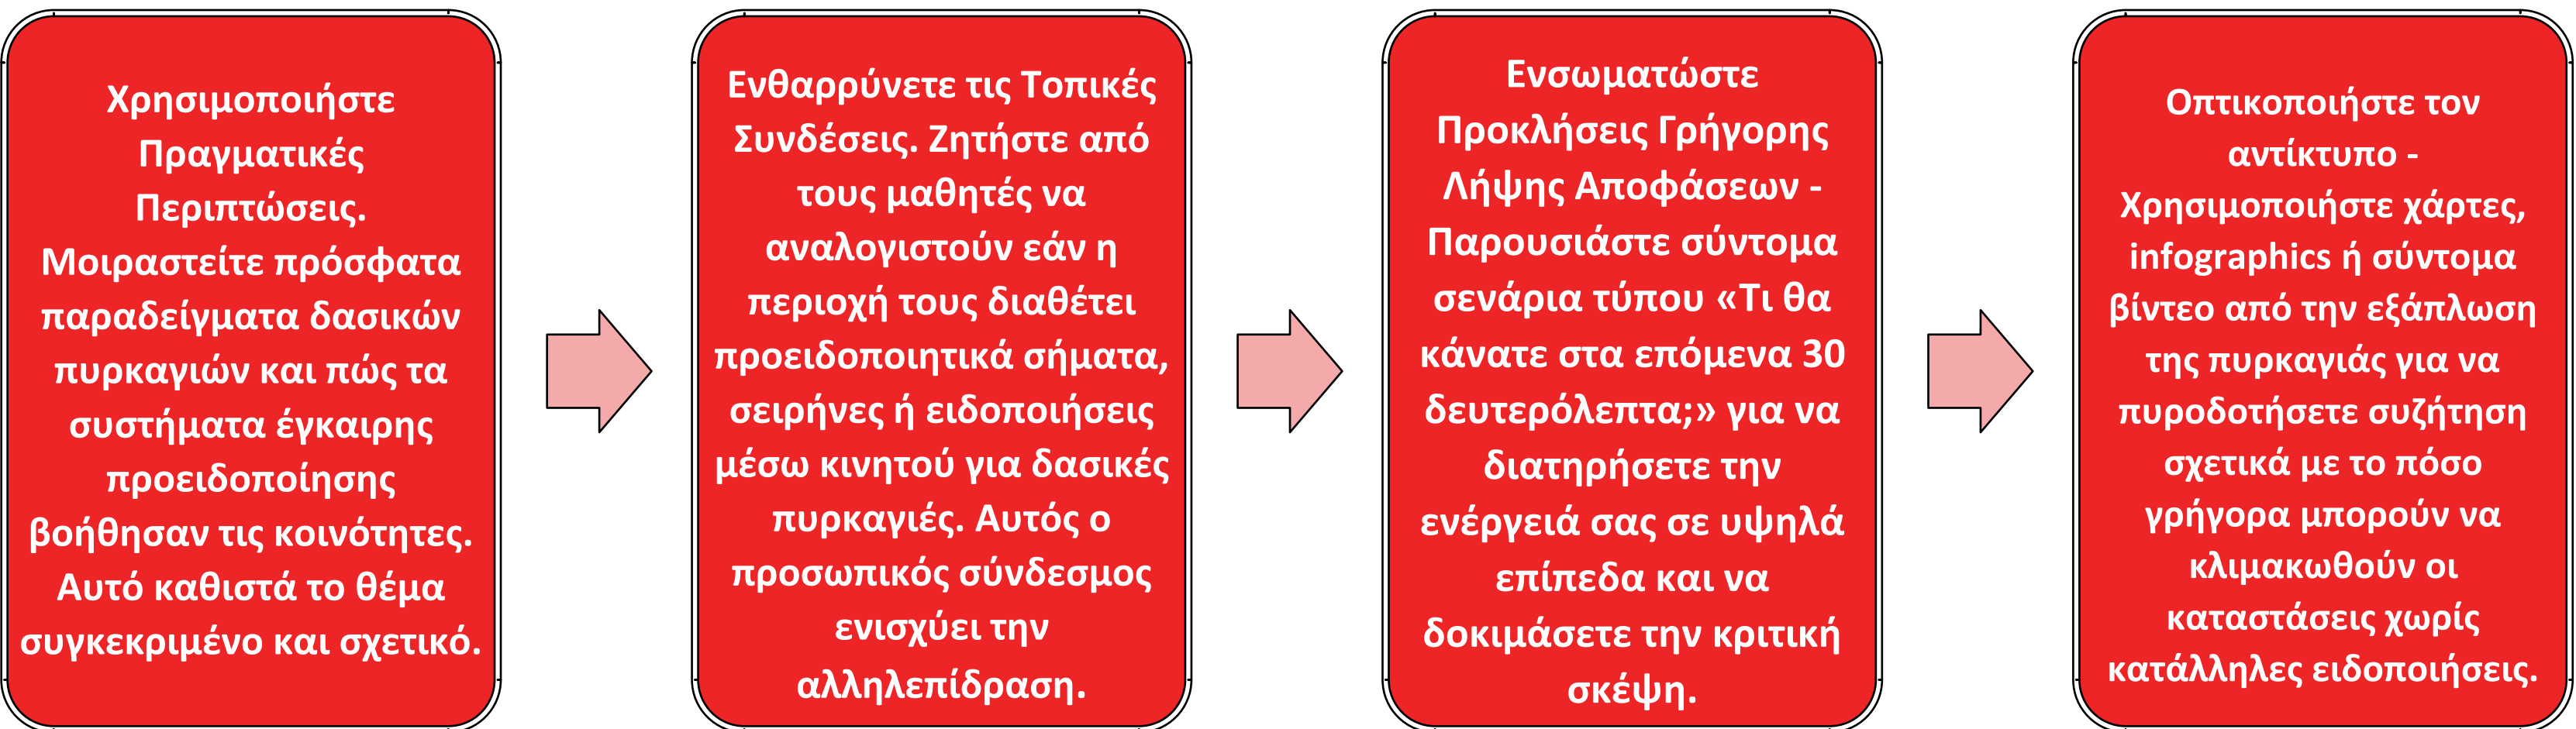 Χρησιμοποιήστε
Πραγματικές
Περιπτώσεις.
Μοιραστείτε πρόσφατα
παραδείγματα δασικών
πυρκαγιών και πώς τα
συστήματα έγκαιρης
προειδοποίησης
βοήθησαν τις κοινότητες.
Αυτό καθιστά το θέμα
συγκεκριμένο και σχετικό.
Ενθαρρύνετε τις Τοπικές
Συνδέσεις. Ζητήστε από
τους μαθητές να
αναλογιστούν εάν η
περιοχή τους διαθέτει
προειδοποιητικά σήματα,
σειρήνες ή ειδοποιήσεις
μέσω κινητού για δασικές
πυρκαγιές. Αυτός ο
προσωπικός σύνδεσμος
ενισχύει την
αλληλεπίδραση.
Ενσωματώστε
Προκλήσεις Γρήγορης
Λήψης Αποφάσεων -
Παρουσιάστε σύντομα
σενάρια τύπου «Τι θα
κάνατε στα επόμενα 30
δευτερόλεπτα;» για να
διατηρήσετε την
ενέργειά σας σε υψηλά
επίπεδα και να
δοκιμάσετε την κριτική
σκέψη.
Οπτικοποιήστε τον
αντίκτυπο -
Χρησιμοποιήστε χάρτες,
infographics ή σύντομα
βίντεο από την εξάπλωση
της πυρκαγιάς για να
πυροδοτήσετε συζήτηση
σχετικά με το πόσο
γρήγορα μπορούν να
κλιμακωθούν οι
καταστάσεις χωρίς
κατάλληλες ειδοποιήσεις.